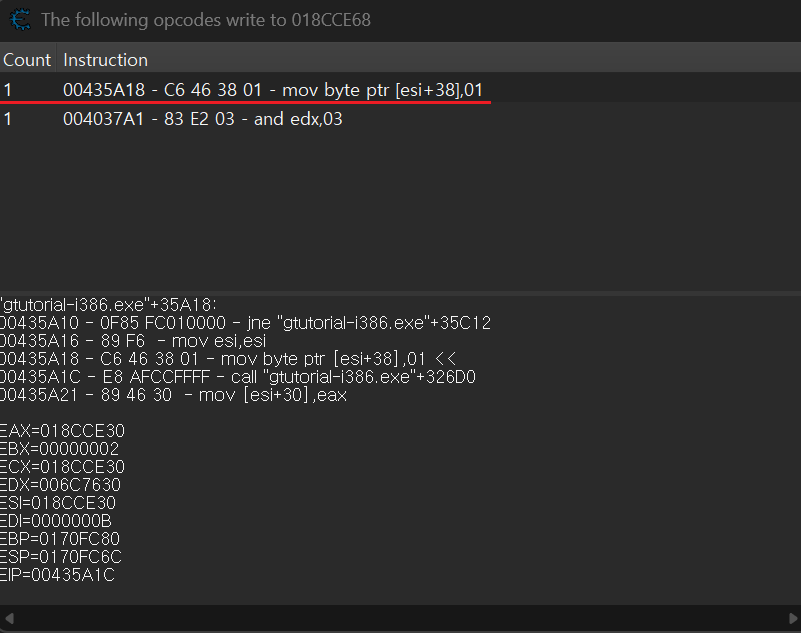 The following opcodes write to 018CCE68
Count Instruction
1 00435A18 - C6 46 38 01 - mov byte ptr [esi+38],01
1 004037A1 - 83 E2 03 - and edx,03
"gtutorial-i386.exe"+35A18:
00435A10 - 0F85 FC010000 - jne "gtutorial-i386.exe"+35C12
00435A16 - 89 F6  - mov esi,esi
00435A18 - C6 46 38 01 - mov byte ptr [esi+38],01 <<
00435A1C - E8 AFCCFFFF - call "gtutorial-i386.exe"+326D0
00435A21 - 89 46 30  - mov [esi+30],eax
EAX=018CCE30
EBX=00000002
ECX=018CCE30
EDX=006C7630
ESI=018CCE30
EDI=0000000B
EBP=0170FC80
ESP=0170FC6C
EIP=00435A1C